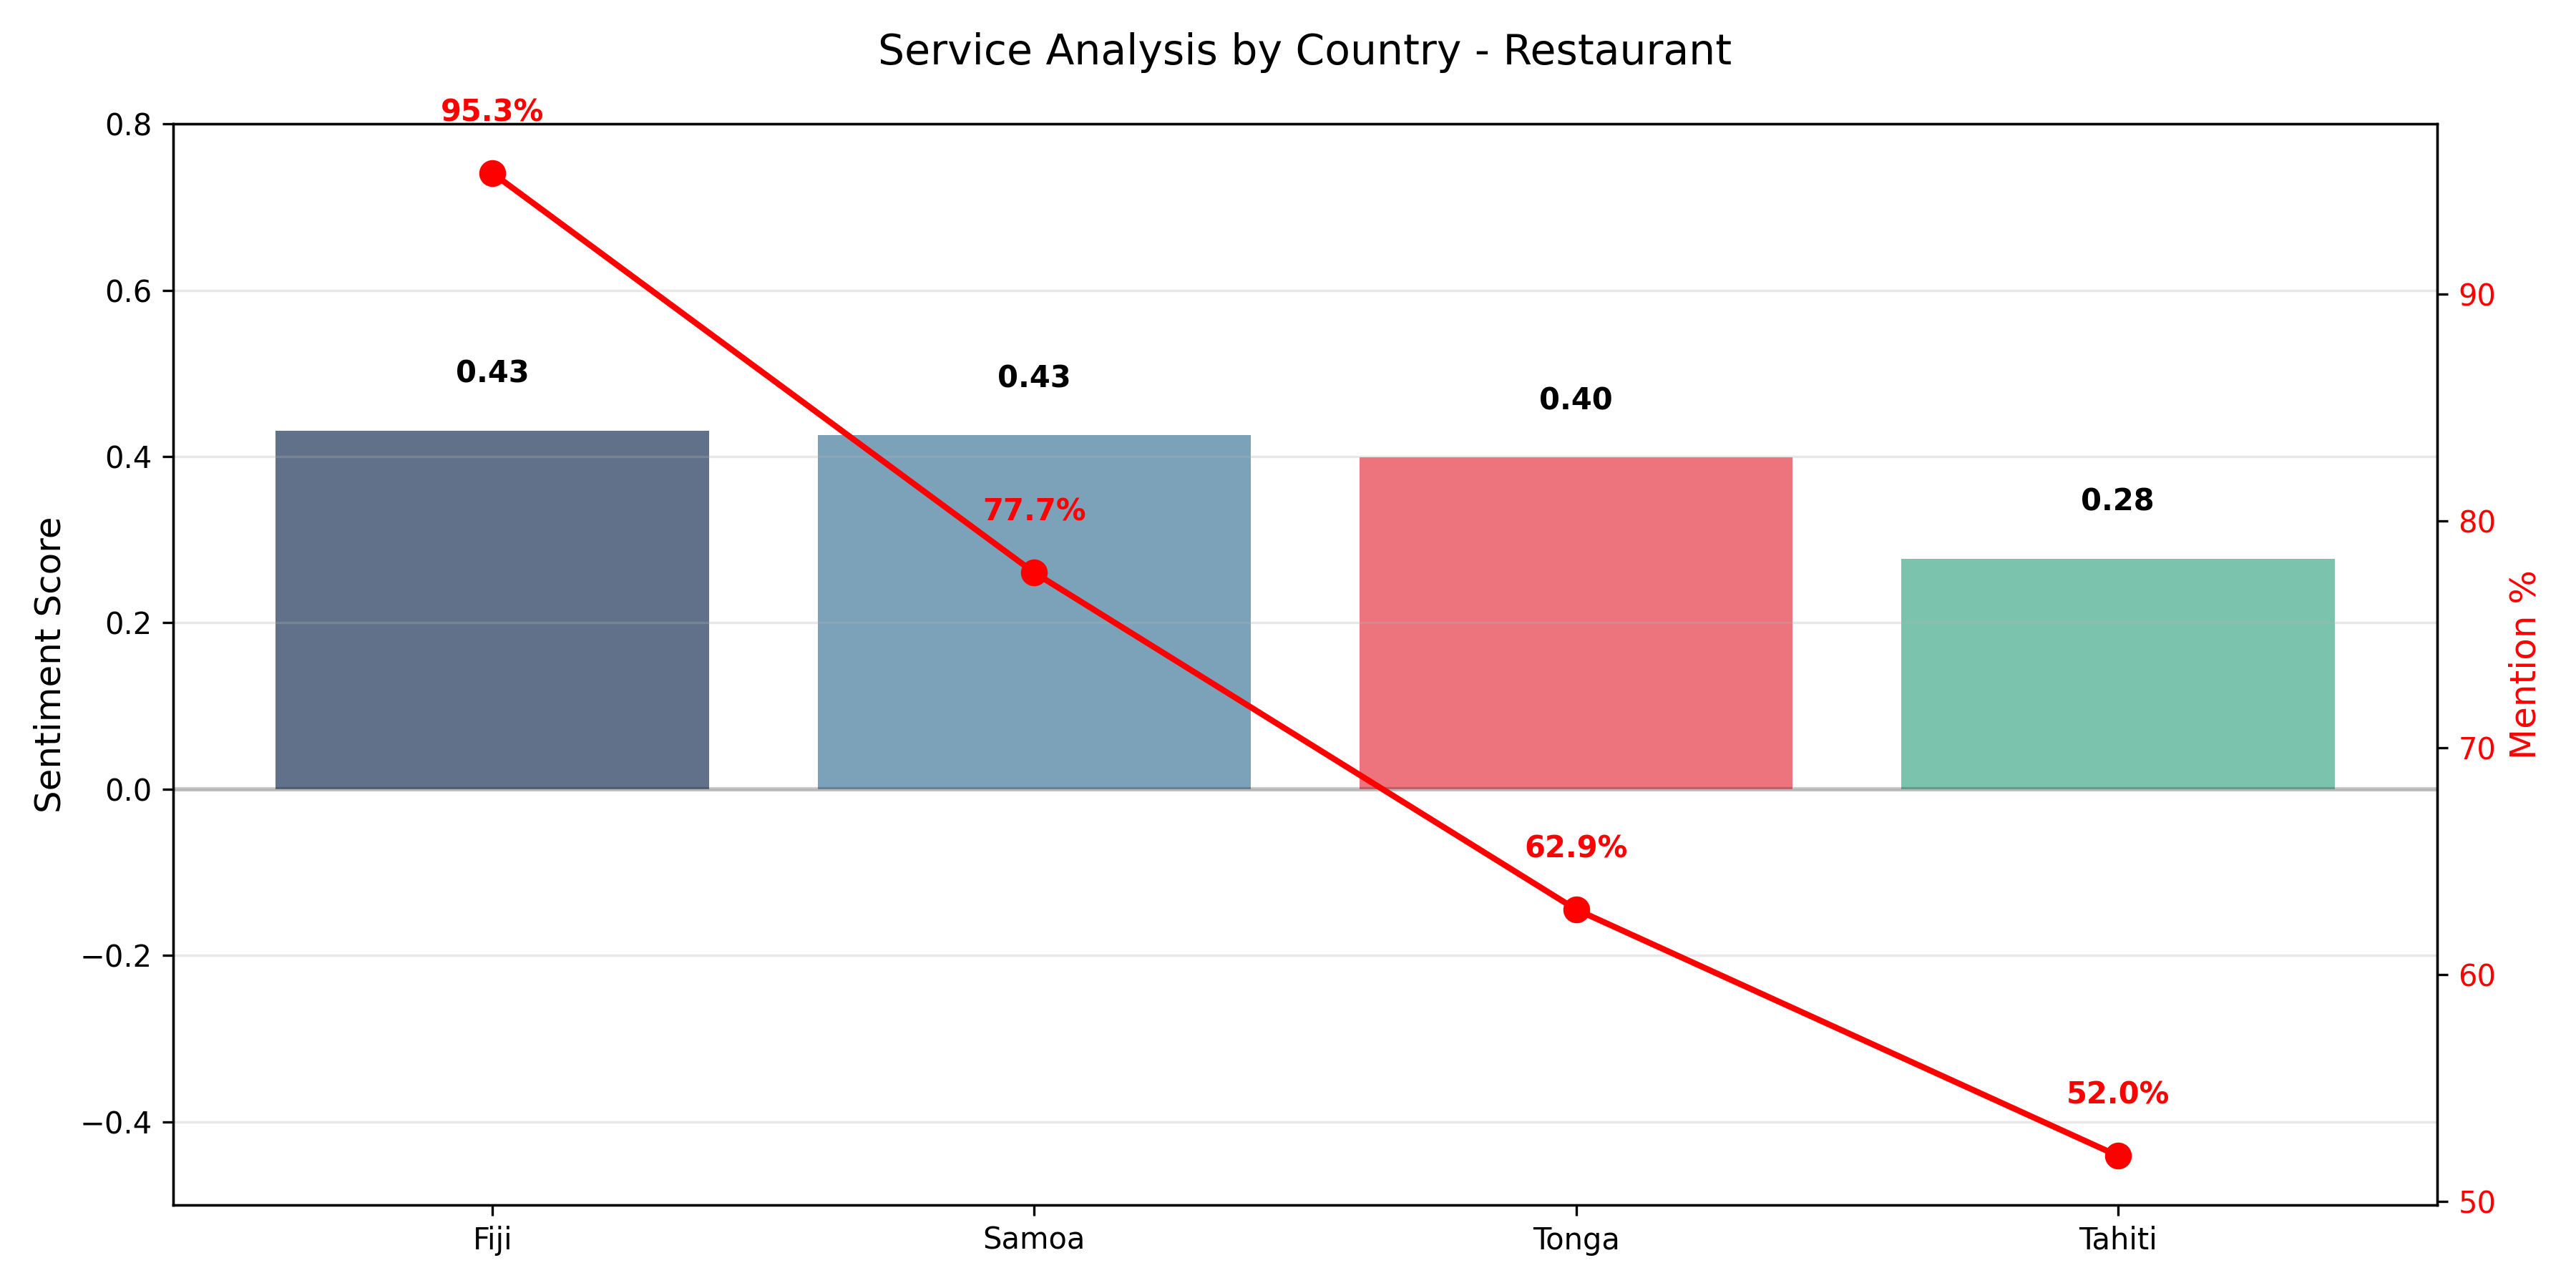 Service Analysis by Country - Restaurant
95.3%
0.8
0.6
0.4
0.2
0.0
−0.2
−0.4
Sentiment Score
0.43
0.43
0.40
0.28
77.7%
62.9%
52.0%
90
80
70
60
50
Mention %
Fiji
Samoa
Tonga
Tahiti